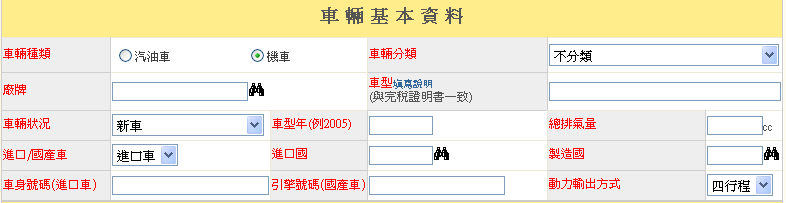 車輛基本資料
車輛種類 汽油車 機車 車輛分類 不分類
廠牌 車型填寫說明
(與完稅證明書一致)
車輛狀況 新車 車型年(例2005) 總排氣量 cc
進口/國產車 進口車 進口國 製造國
車身號碼(進口車) 引擎號碼(國產車) 動力輸出方式 四行程